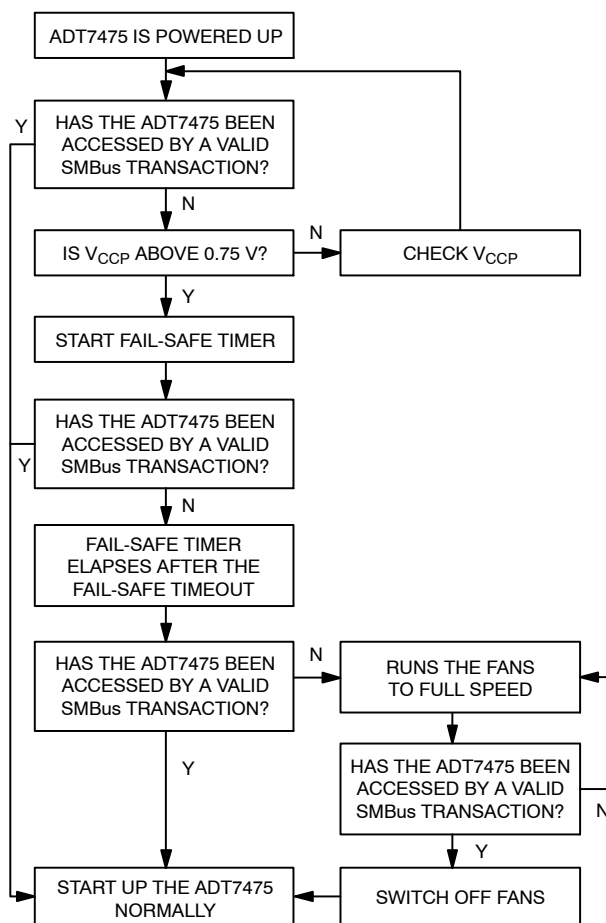 ADT7475 IS POWERED UP
Y
HAS THE ADT7475 BEEN
ACCESSED BY A VALID
SMBus TRANSACTION?
N
IS VCCP ABOVE 0.75 V?
N
CHECK VCCP
Y
START FAIL-SAFE TIMER
HAS THE ADT7475 BEEN
ACCESSED BY A VALID
SMBus TRANSACTION?
Y
N
FAIL-SAFE TIMER
ELAPSES AFTER THE
FAIL-SAFE TIMEOUT
HAS THE ADT7475 BEEN
ACCESSED BY A VALID
SMBus TRANSACTION?
N
RUNS THE FANS
TO FULL SPEED
Y
HAS THE ADT7475 BEEN
ACCESSED BY A VALID
SMBus TRANSACTION?
N
Y
START UP THE ADT7475
NORMALLY
SWITCH OFF FANS